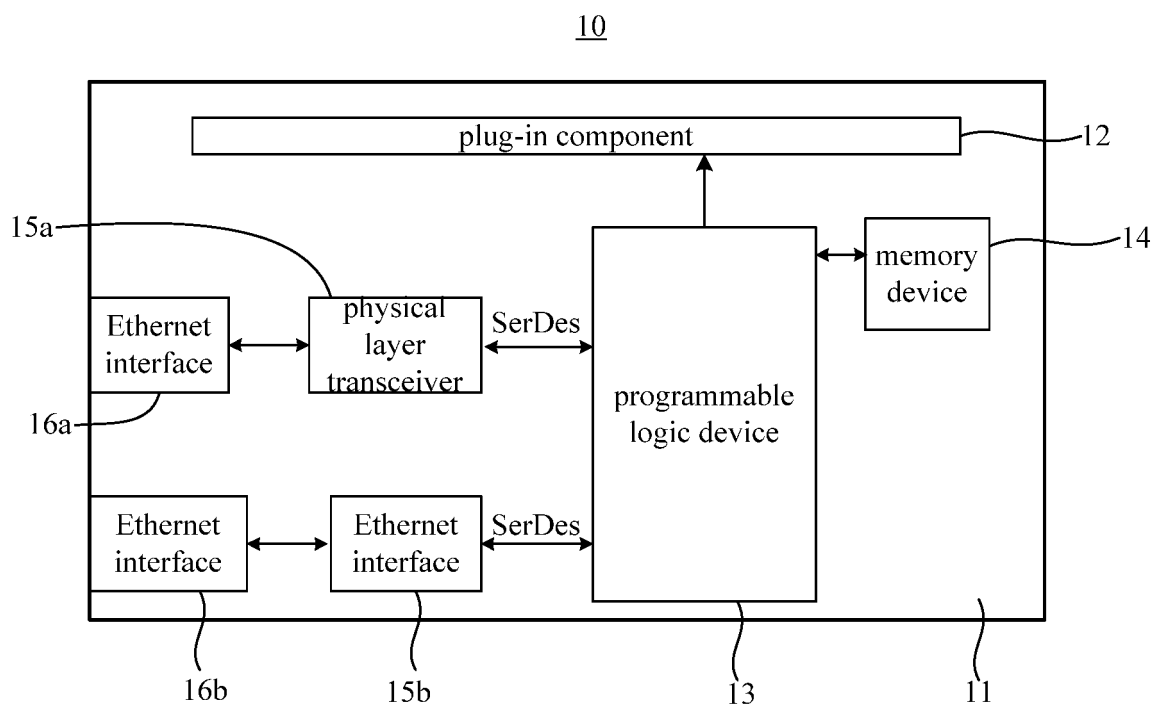 10
plug-in component
12
15a
memory
device
14
Ethernet
interface
physical
layer
transceiver
SerDes
programmable
logic device
16a
Ethernet
interface
Ethernet
interface
SerDes
16b
15b
13
11